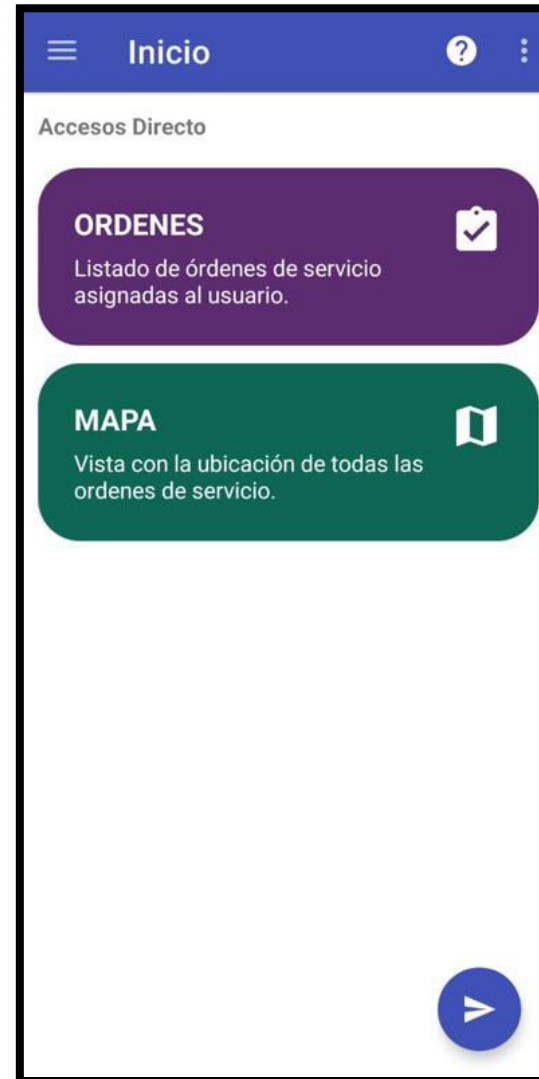 Inicio
Accesos Directo
ORDENES
Listado de órdenes de servicio
asignadas al usuario.
MAPA
Vista con la ubicación de todas las
ordenes de servicio.